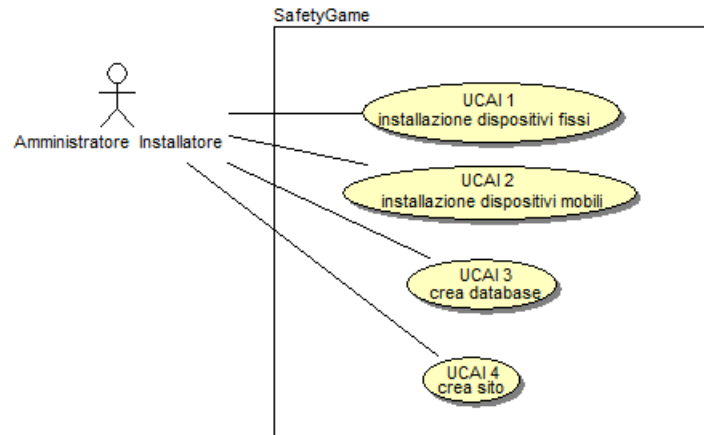 SafetyGame
UCAI 1
installazione dispositivi fissi
Amministratore Installatore
UCAI 2
installazione dispositivi mobili
UCAI 3
crea database
UCAI 4
crea sito